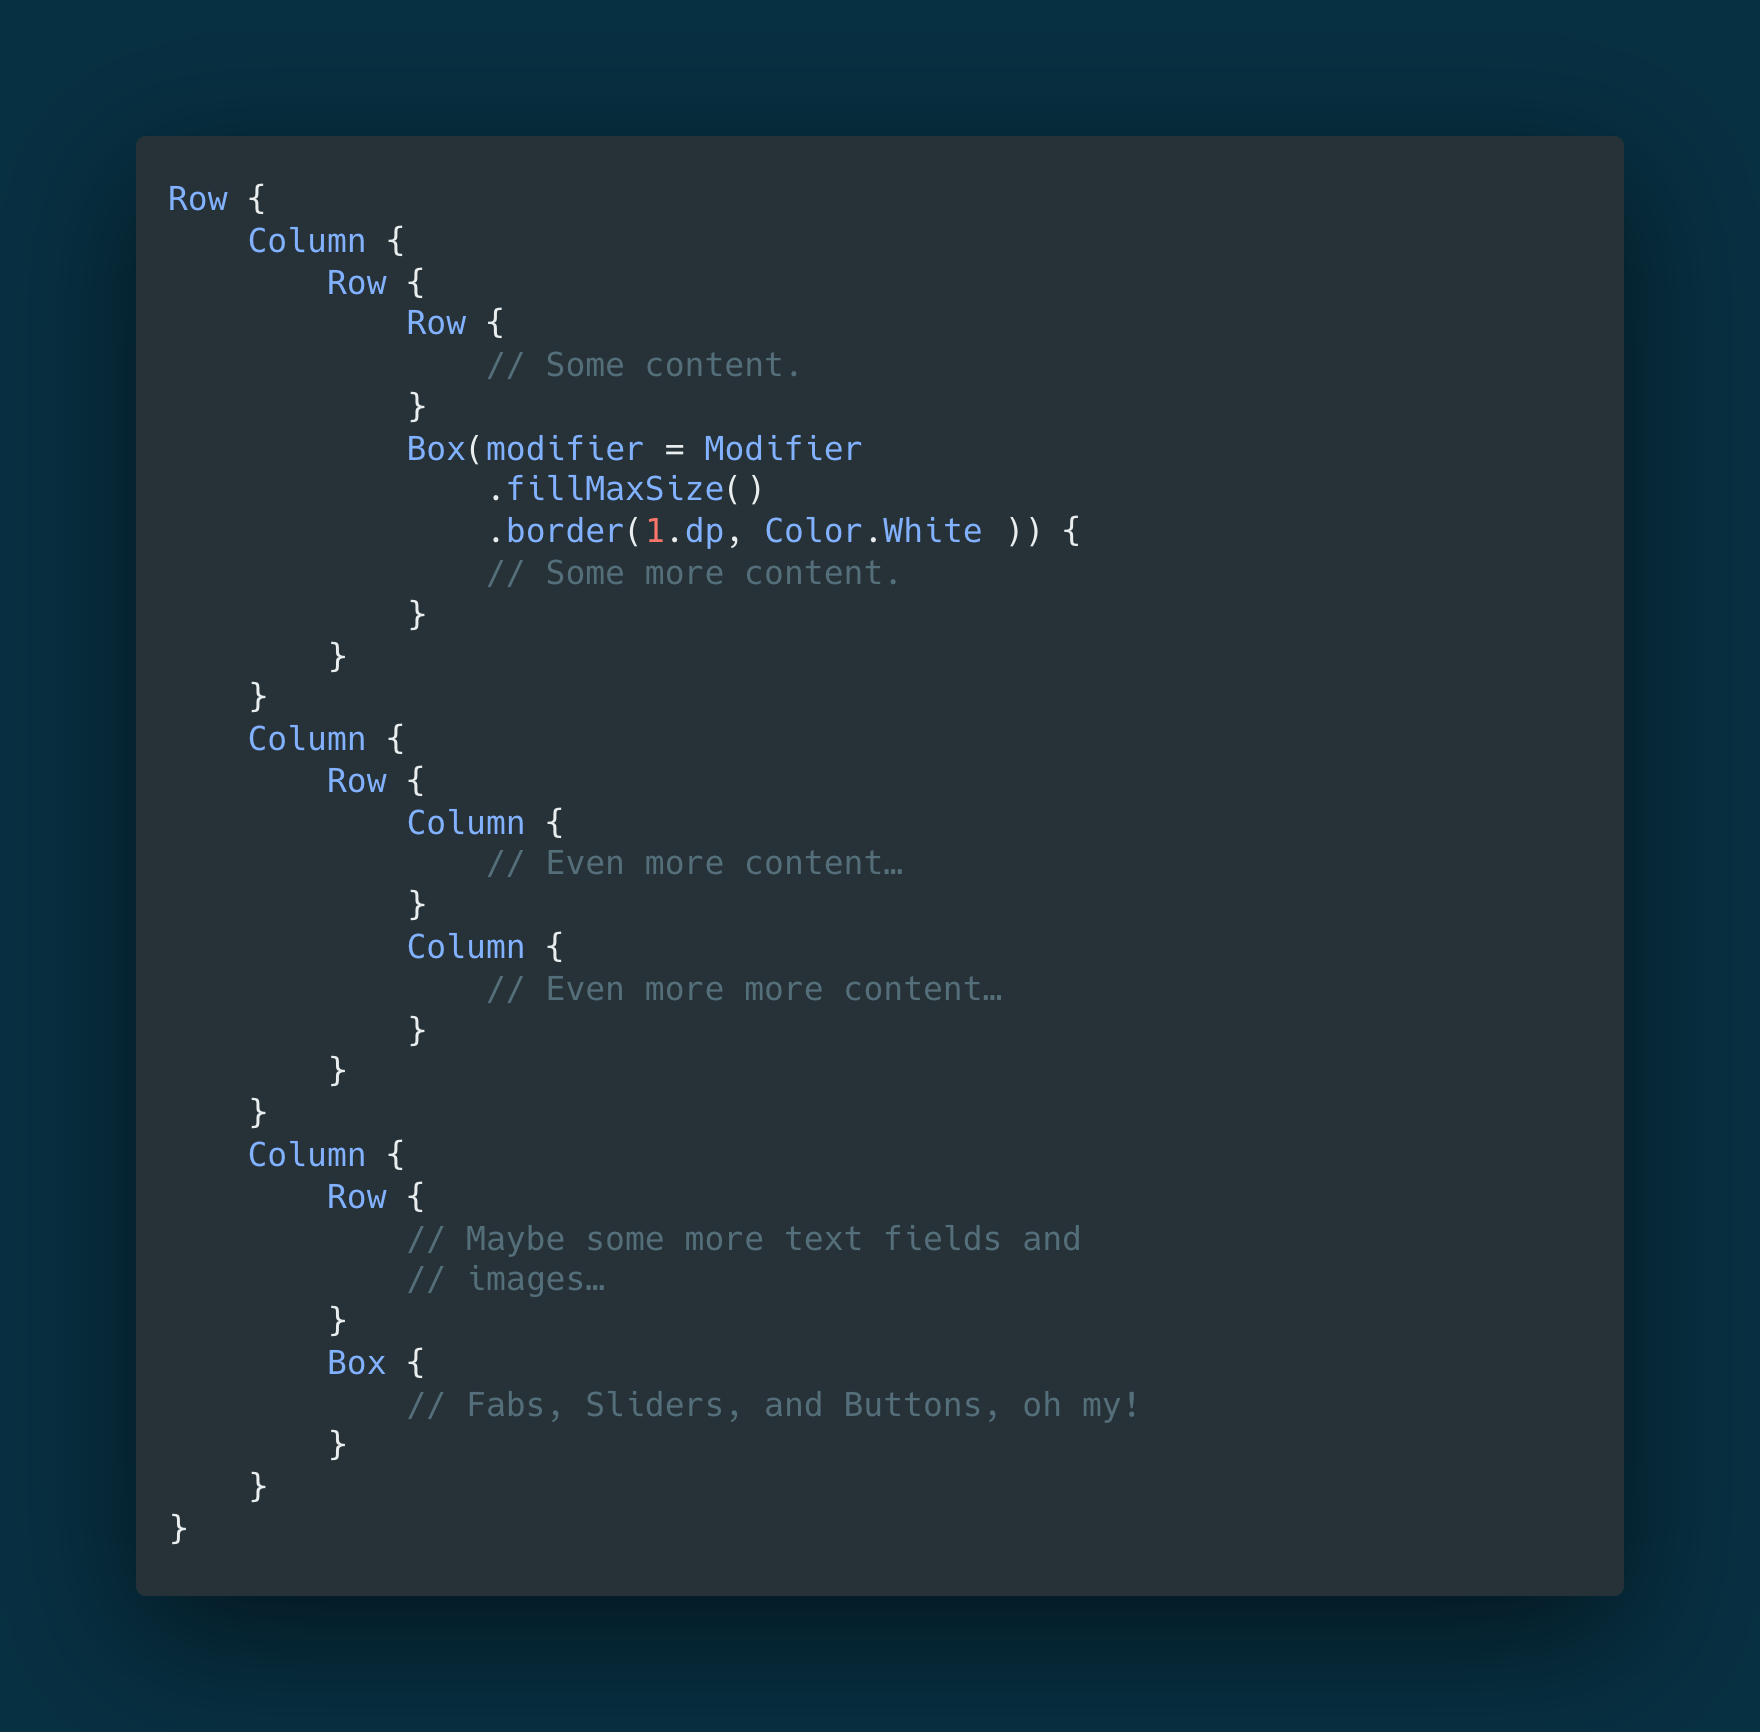 Row {
    Column {
        Row {
            Row {
                // Some content.
            }
            Box(modifier = Modifier
                .fillMaxSize()
                .border(1.dp, Color.White )) {
                // Some more content.
            }
        }
    }
    Column {
        Row {
            Column {
                // Even more content…
            }
            Column {
                // Even more more content…
            }
        }
    }
    Column {
        Row {
            // Maybe some more text fields and
            // images…
        }
        Box {
            // Fabs, Sliders, and Buttons, oh my!
        }
    }
}